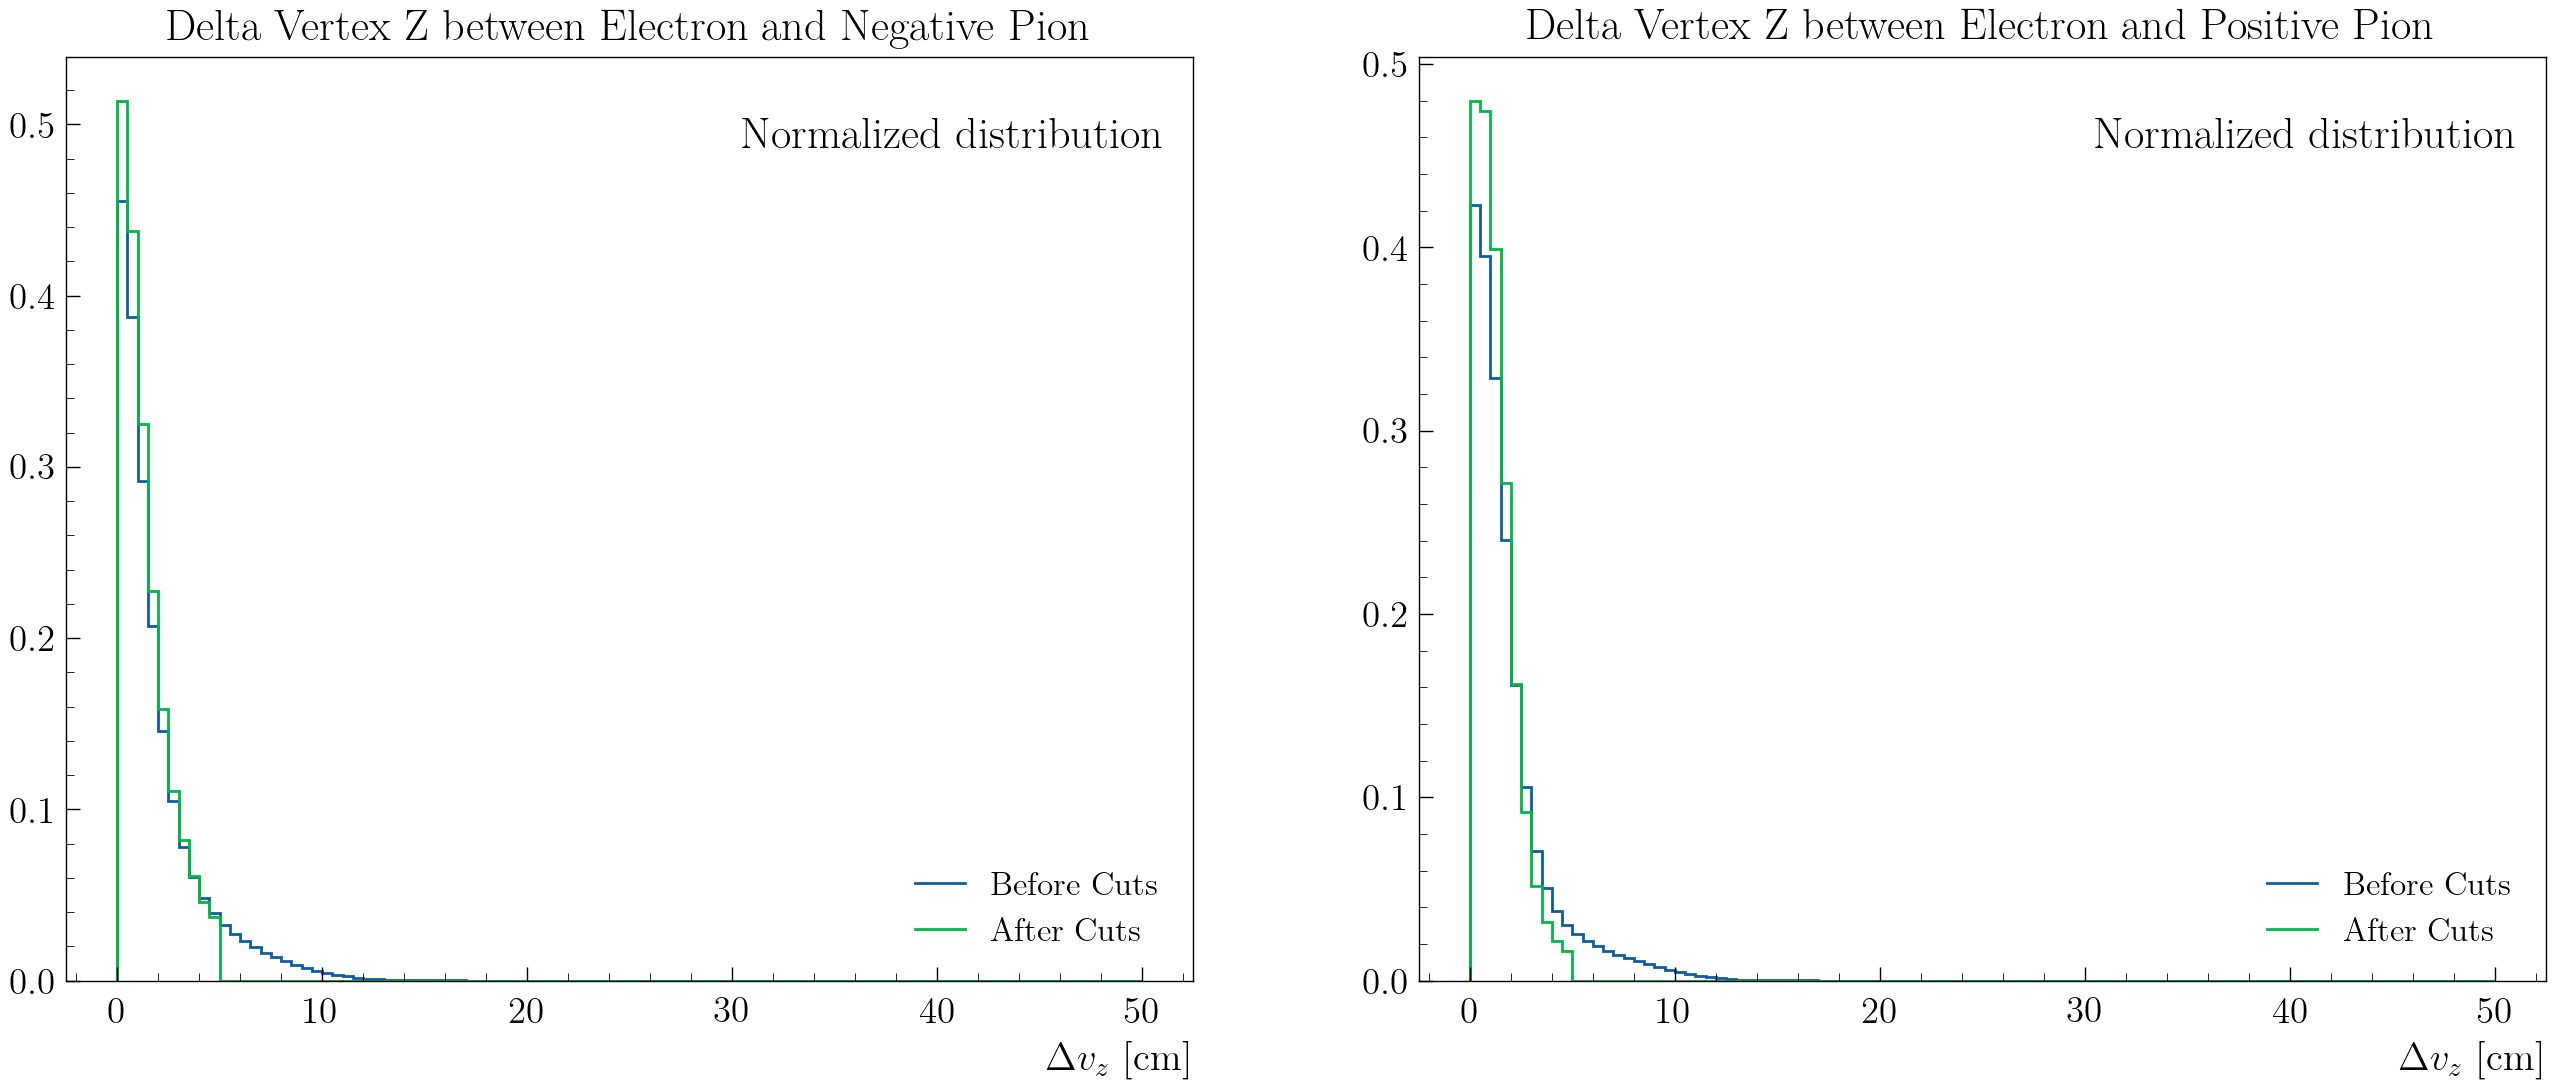 Delta Vertex Z between Electron and Negative Pion
Normalized distribution
0.5
0.4
0.3
0.2
0.1
0.0
Before Cuts
After Cuts
0 10 20 30 40 50
Δv_z [cm]
Delta Vertex Z between Electron and Positive Pion
Normalized distribution
0.5
0.4
0.3
0.2
0.1
0.0
Before Cuts
After Cuts
0 10 20 30 40 50
Δv_z [cm]